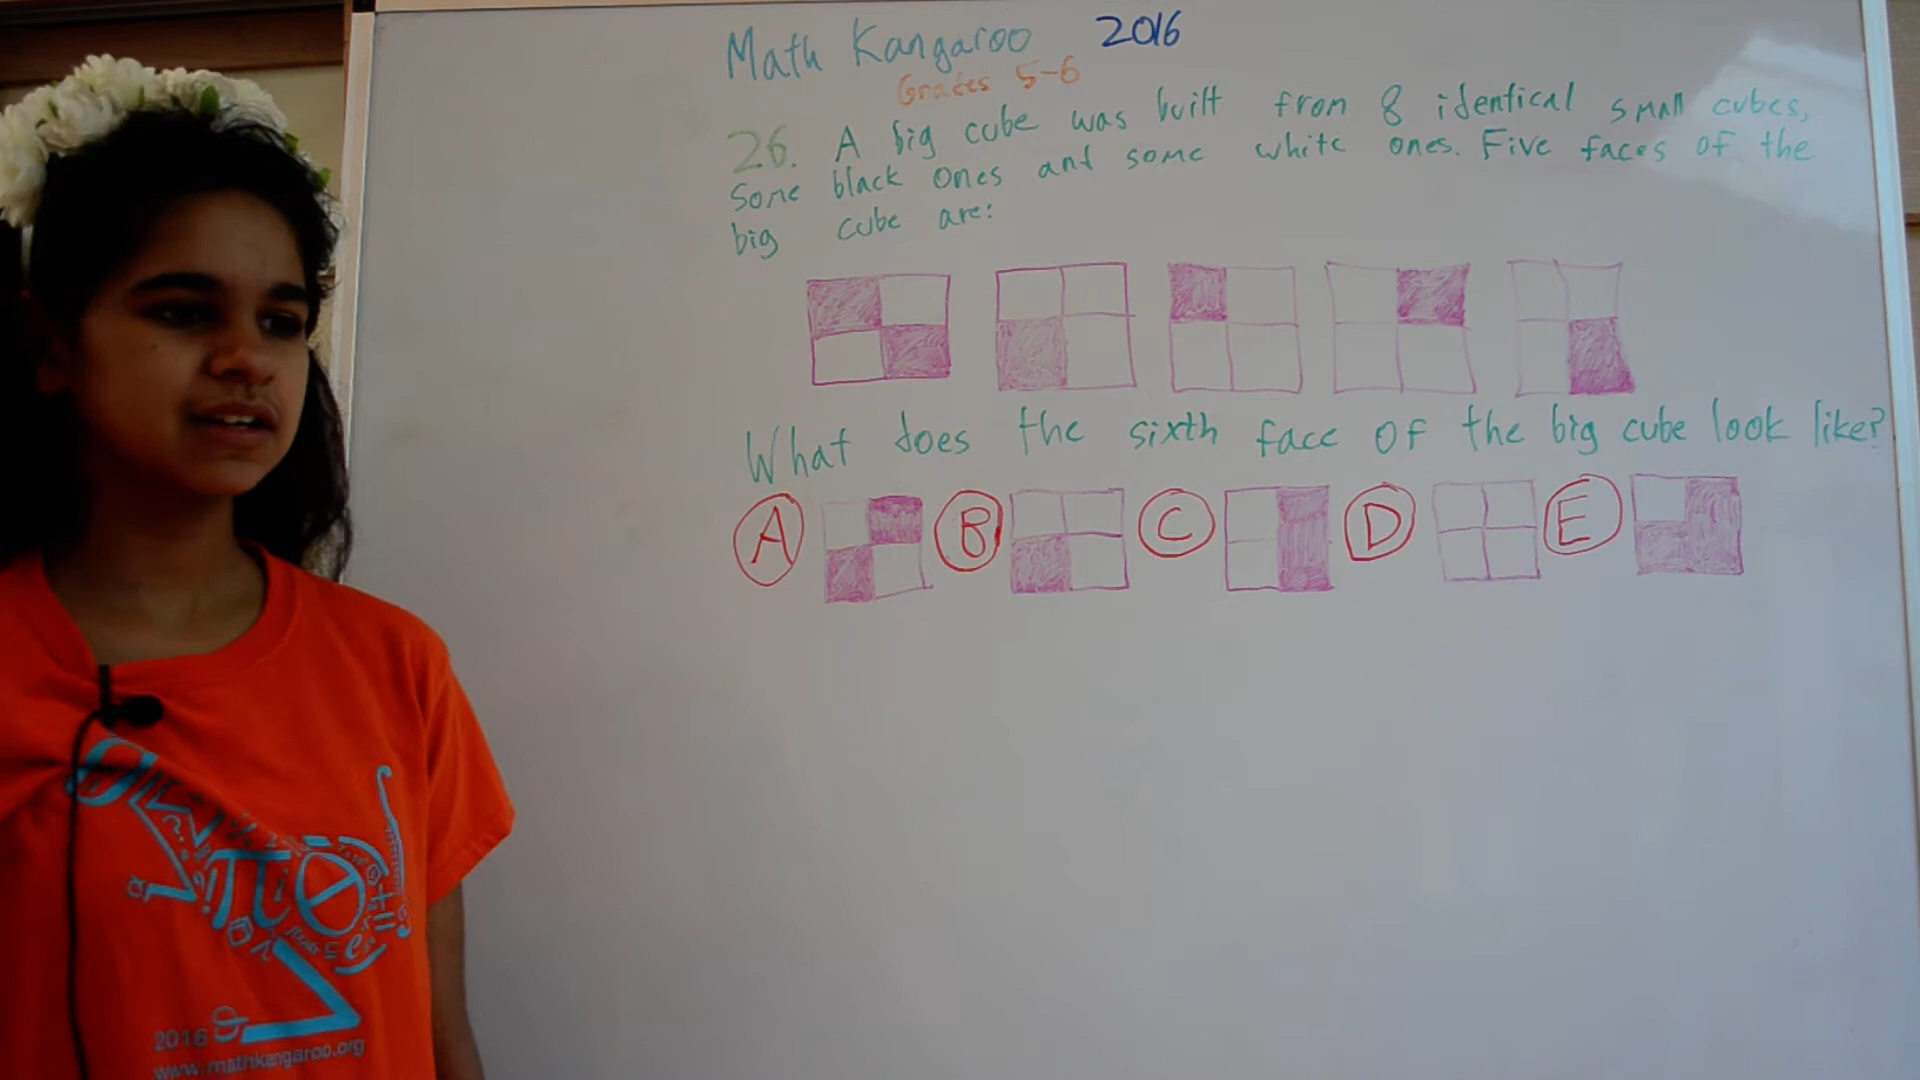 Math Kangaroo 2016
Grades 5-6
26. A big cube was built from 8 identical small cubes,
Some black ones and some white ones. Five faces of the
big cube are:
What does the sixth face of the big cube look like?
A B C D E
2016
www.mathkangaroo.org